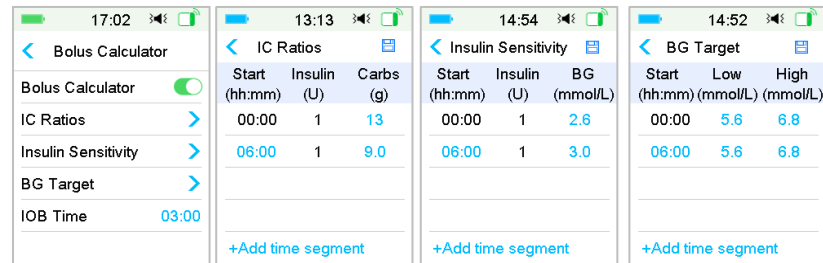 17:02
Bolus Calculator
Bolus Calculator
IC Ratios
Insulin Sensitivity
BG Target
IOB Time 03:00
13:13
IC Ratios
Start Insulin Carbs
(hh:mm) (U) (g)
00:00 1 13
06:00 1 9.0
+Add time segment
14:54
Insulin Sensitivity
Start Insulin BG
(hh:mm) (U) (mmol/L)
00:00 1 2.6
06:00 1 3.0
+Add time segment
14:52
BG Target
Start Low High
(hh:mm) (mmol/L) (mmol/L)
00:00 5.6 6.8
06:00 5.6 6.8
+Add time segment